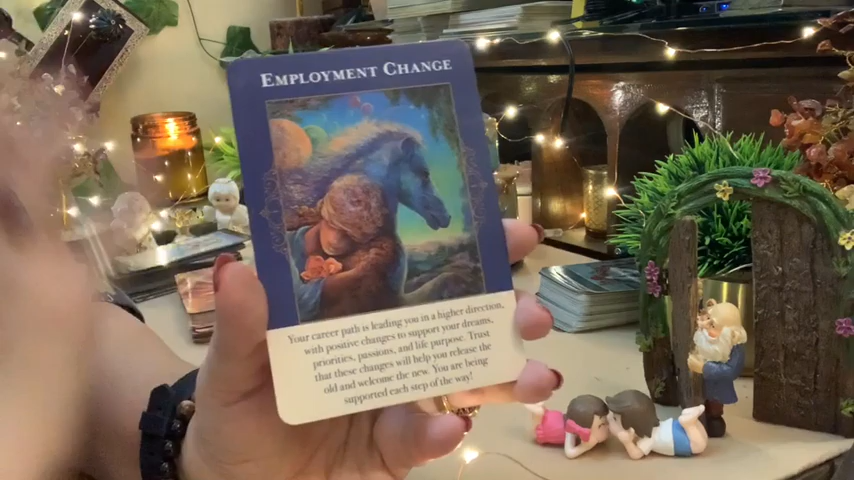 EMPLOYMENT CHANGE
Your career path is leading you in a higher direction,
with positive changes to support your dreams,
priorities, passions, and life purpose. Trust
that these changes will help you release the
old and welcome the new. You are being
supported each step of the way!